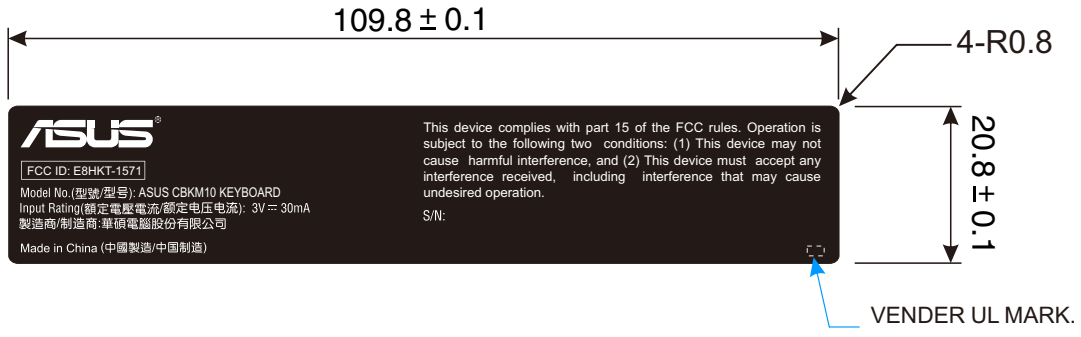 109.8 ± 0.1
4-R0.8
20.8 ± 0.1
ASUS®
FCC ID: E8HKT-1571
Model No.(型號/型号): ASUS CBKM10 KEYBOARD
Input Rating(額定電壓電流/额定电压电流): 3V⎓30mA
製造商/制造商:華碩電腦股份有限公司
Made in China (中國製造/中国制造)
This device complies with part 15 of the FCC rules. Operation is
subject to the following two conditions: (1) This device may not
cause harmful interference, and (2) This device must accept any
interference received, including interference that may cause
undesired operation.
S/N:
VENDER UL MARK.